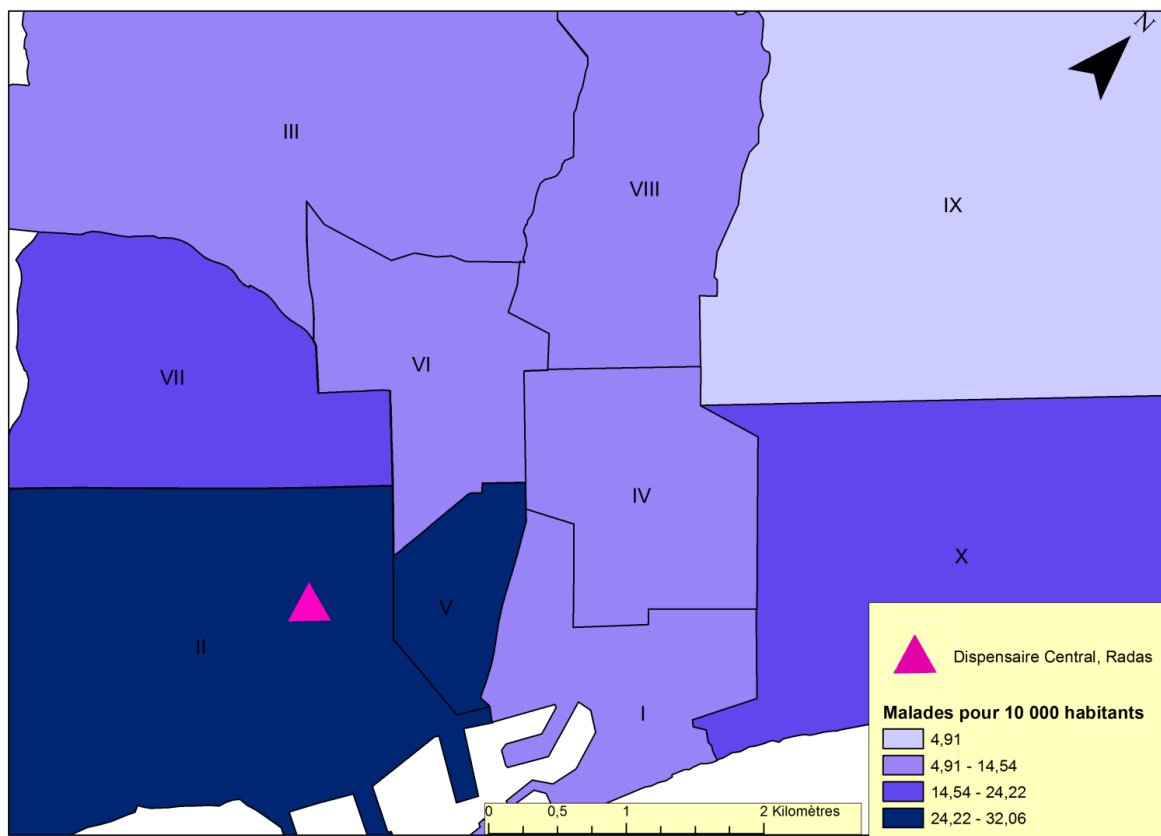 N
III
VIII
IX
VII
VI
IV
X
V
II
I
Dispensaire Central, Radas
Malades pour 10 000 habitants
4,91
4,91 - 14,54
14,54 - 24,22
24,22 - 32,06
0 0,5 1 2 Kilomètres